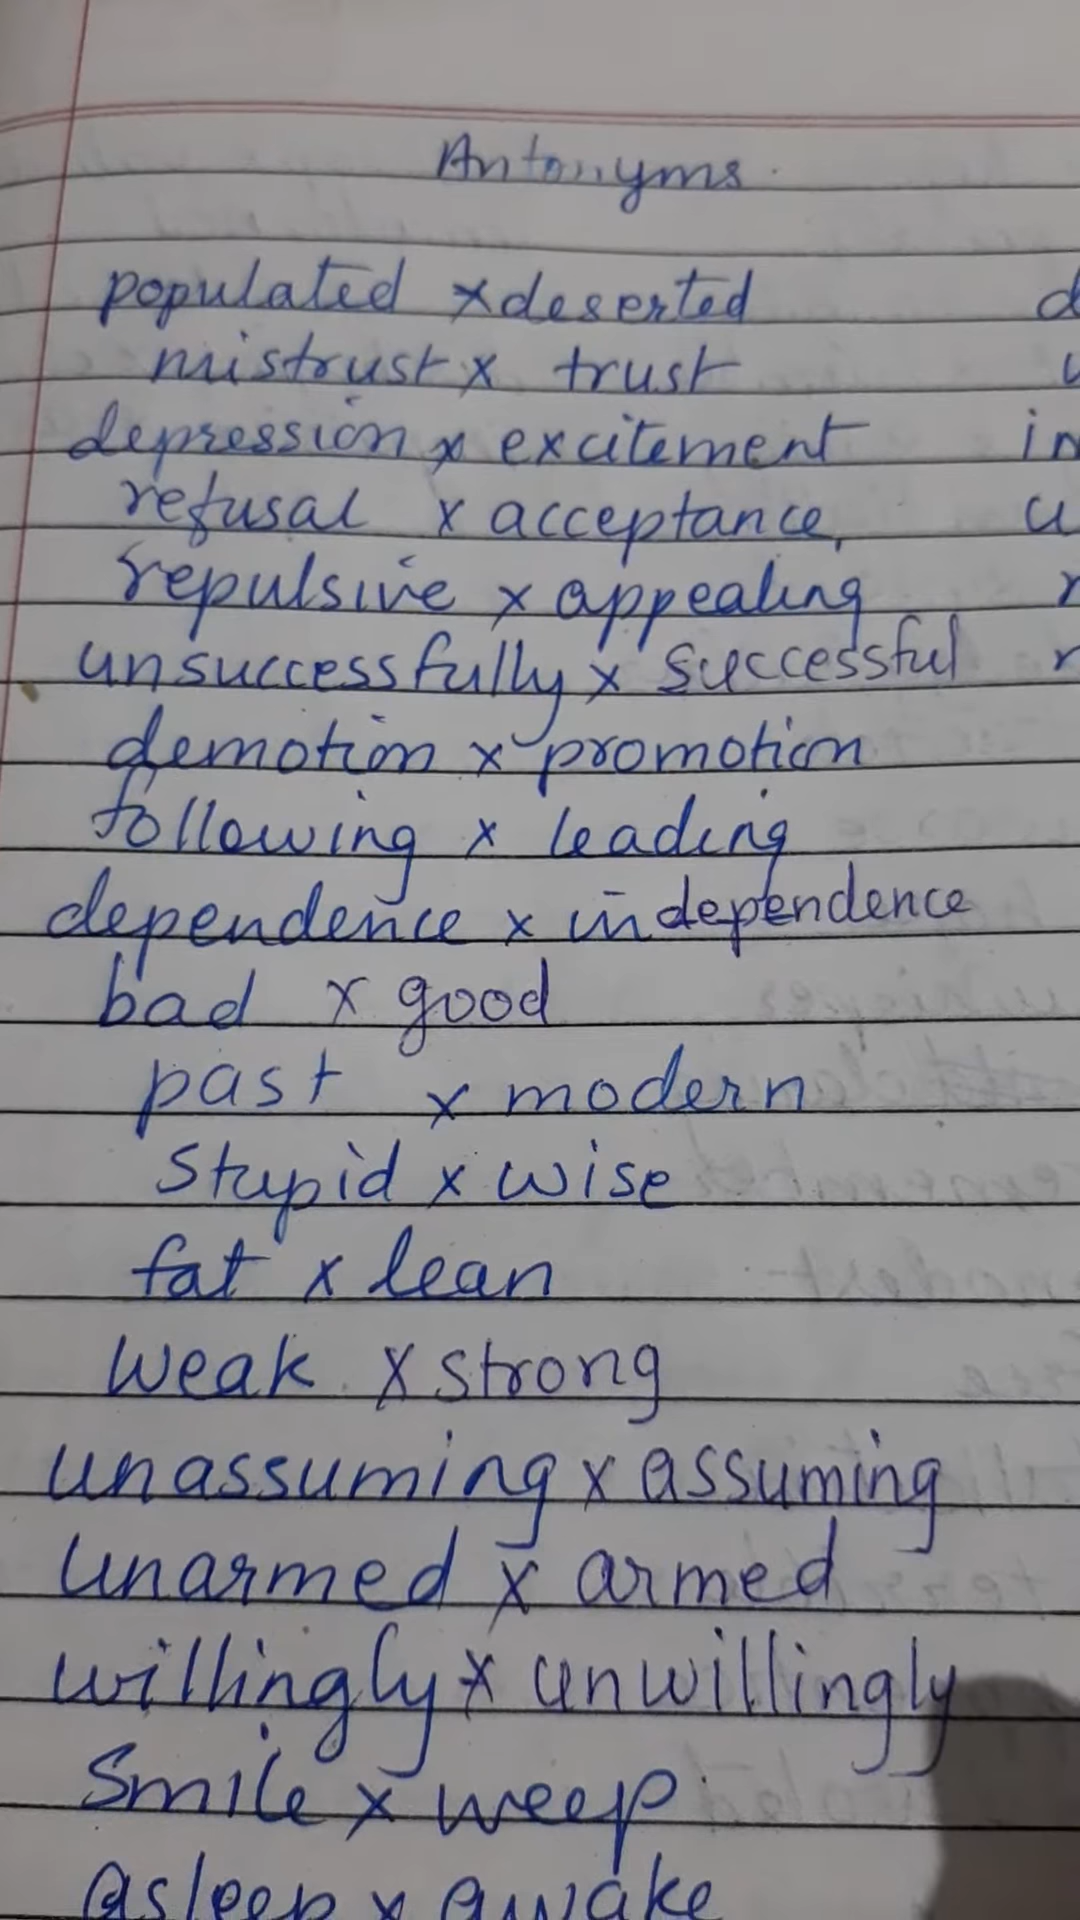 Antonyms.
populated x deserted
mistrust x trust
depression x excitement
refusal x acceptance,
repulsive x appealing
unsuccessfully x successful
demotion x promotion
following x leading
dependence x independence
bad x good
past x modern
Stupid x wise
fat x lean
weak x strong
unassuming x assuming
unarmed x armed
willingly x unwillingly
Smile x weep
asleep x awake